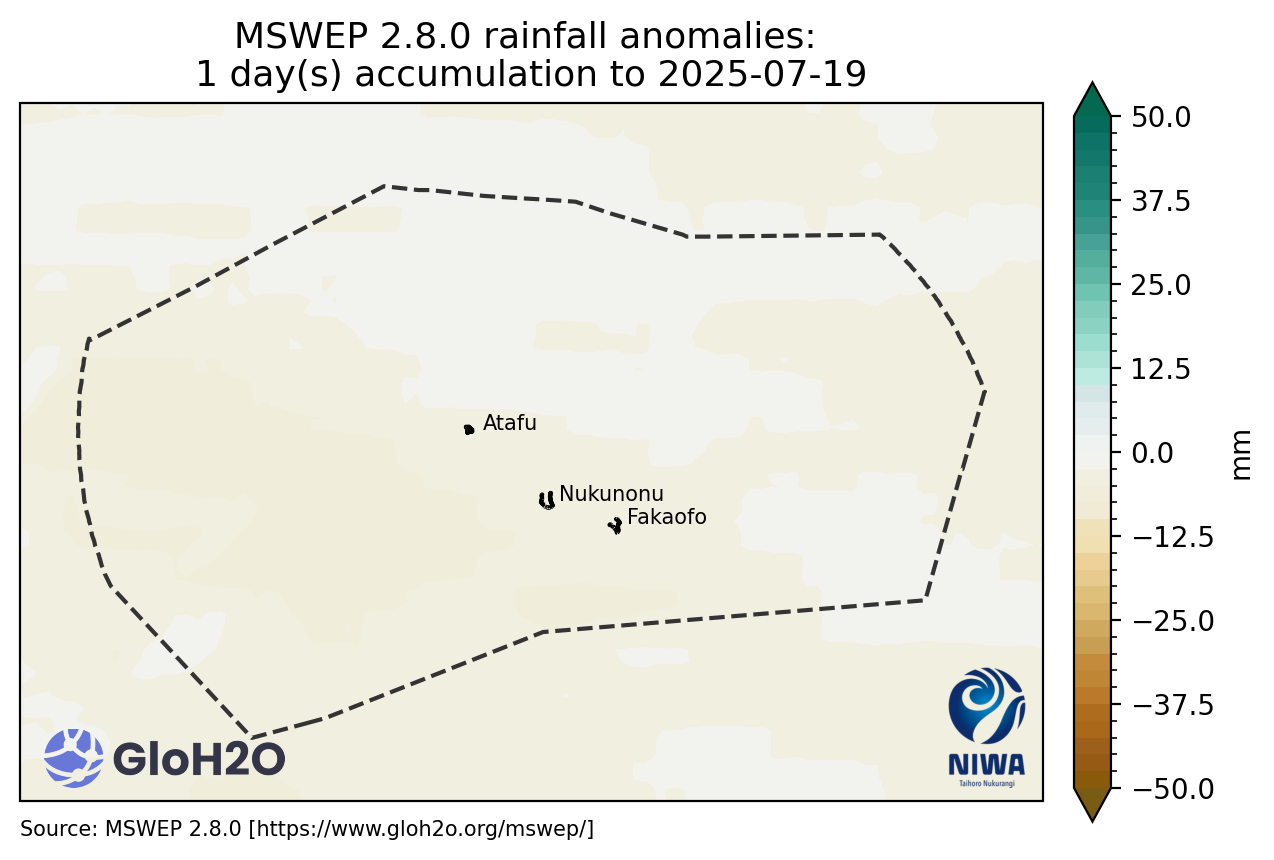 MSWEP 2.8.0 rainfall anomalies:
1 day(s) accumulation to 2025-07-19
50.0
37.5
25.0
12.5
0.0
−12.5
−25.0
−37.5
−50.0
mm
Atafu
Nukunonu
Fakaofo
GloH2O
NIWA
Taihoro Nukurangi
Source: MSWEP 2.8.0 [https://www.gloh2o.org/mswep/]